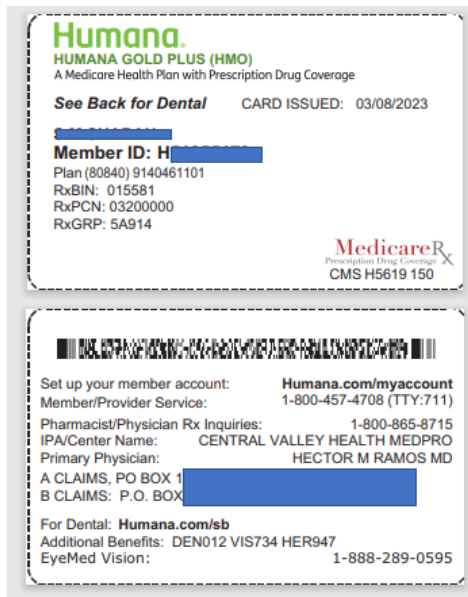 Humana.
HUMANA GOLD PLUS (HMO)
A Medicare Health Plan with Prescription Drug Coverage
See Back for Dental CARD ISSUED: 03/08/2023
Member ID: H
Plan (80840) 9140461101
RxBIN: 015581
RxPCN: 03200000
RxGRP: 5A914
MedicareRx
Prescription Drug Coverage
CMS H5619 150
Set up your member account: Humana.com/myaccount
Member/Provider Service: 1-800-457-4708 (TTY:711)
Pharmacist/Physician Rx Inquiries: 1-800-865-8715
IPA/Center Name: CENTRAL VALLEY HEALTH MEDPRO
Primary Physician: HECTOR M RAMOS MD
A CLAIMS, PO BOX 1
B CLAIMS: P.O. BOX
For Dental: Humana.com/sb
Additional Benefits: DEN012 VIS734 HER947
EyeMed Vision: 1-888-289-0595